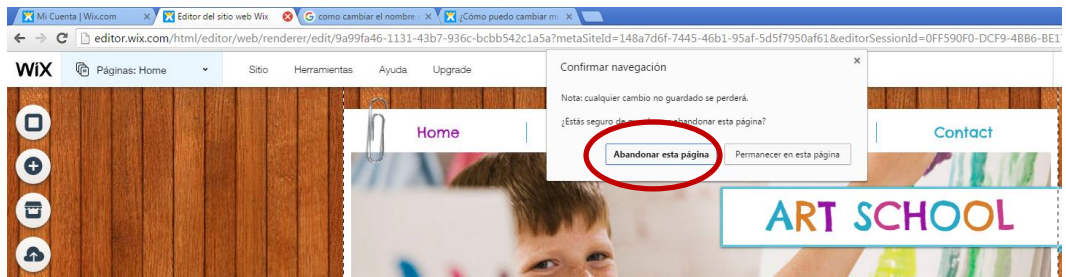 Mi Cuenta | Wix.com
Editor del sitio web Wix
como cambiar el nombre
¿Cómo puedo cambiar mi
editor.wix.com/html/editor/web/renderer/edit/9a99fa46-1131-43b7-936c-bcbb542c1a5a?metaSiteId=148a7d6f-7445-46b1-95af-5d5f7950af61&editorSessionId=0FF590F0-DCF9-4BB6-BE1
WiX Páginas: Home Sitio Herramientas Ayuda Upgrade
Confirmar navegación
Nota: cualquier cambio no guardado se perderá.
¿Estás seguro de abandonar esta página?
Abandonar esta página Permanecer en esta página
Home Contact
ART SCHOOL